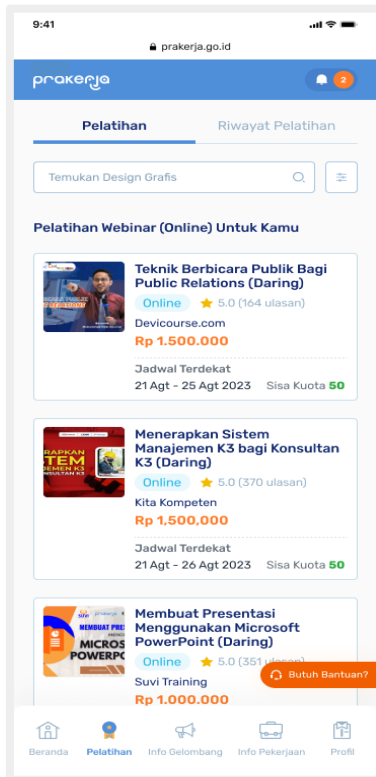 9:41
prakerja.go.id
prakerja
2
Pelatihan
Riwayat Pelatihan
Temukan Design Grafis
Pelatihan Webinar (Online) Untuk Kamu
Teknik Berbicara Publik Bagi
Public Relations (Daring)
Online 5.0 (164 ulasan)
Devicourse.com
Rp 1.500.000
Jadwal Terdekat
21 Agt - 25 Agt 2023 Sisa Kuota 50
Menerapkan Sistem
Manajemen K3 bagi Konsultan
K3 (Daring)
Online 5.0 (370 ulasan)
Kita Kompeten
Rp 1,500,000
Jadwal Terdekat
21 Agt - 26 Agt 2023 Sisa Kuota 50
MEMBUAT PRES
MICROS
POWERPO
Membuat Presentasi
Menggunakan Microsoft
PowerPoint (Daring)
Online 5.0 (351 ulasan)
Suvi Training
Rp 1.000.000
Butuh Bantuan?
Beranda
Pelatihan
Info Gelombang
Info Pekerjaan
Profil